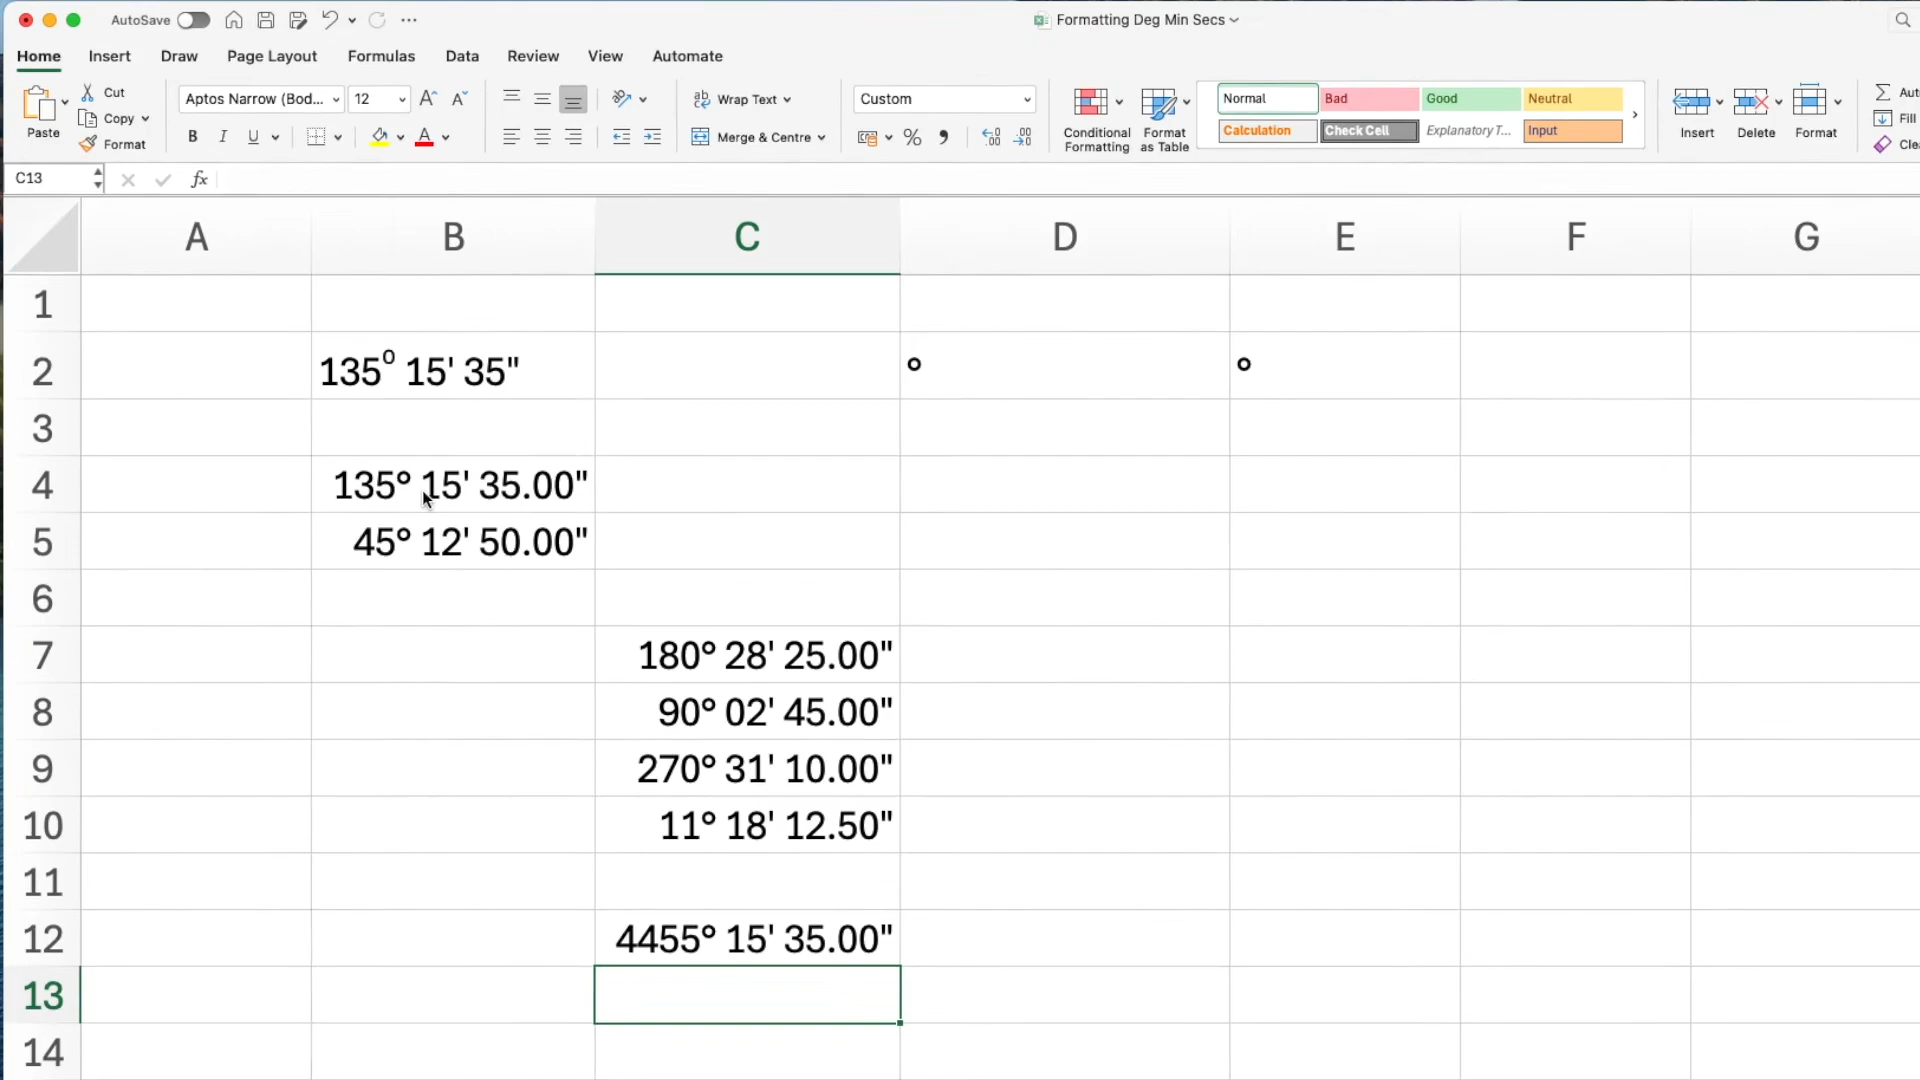 AutoSave
Formatting Deg Min Secs
Home Insert Draw Page Layout Formulas Data Review View Automate
Paste
Cut
Copy
Format
Aptos Narrow (Bod... 12
B I U
Wrap Text
Merge & Centre
Custom
Conditional
Formatting
Format
as Table
Normal Bad Good Neutral
Calculation Check Cell Explanatory T... Input
Insert Delete Format
Fill
C13 fx
A B C D E F G
1
2 135⁰ 15' 35" ° °
3
4 135° 15' 35.00"
5 45° 12' 50.00"
6
7 180° 28' 25.00"
8 90° 02' 45.00"
9 270° 31' 10.00"
10 11° 18' 12.50"
11
12 4455° 15' 35.00"
13
14